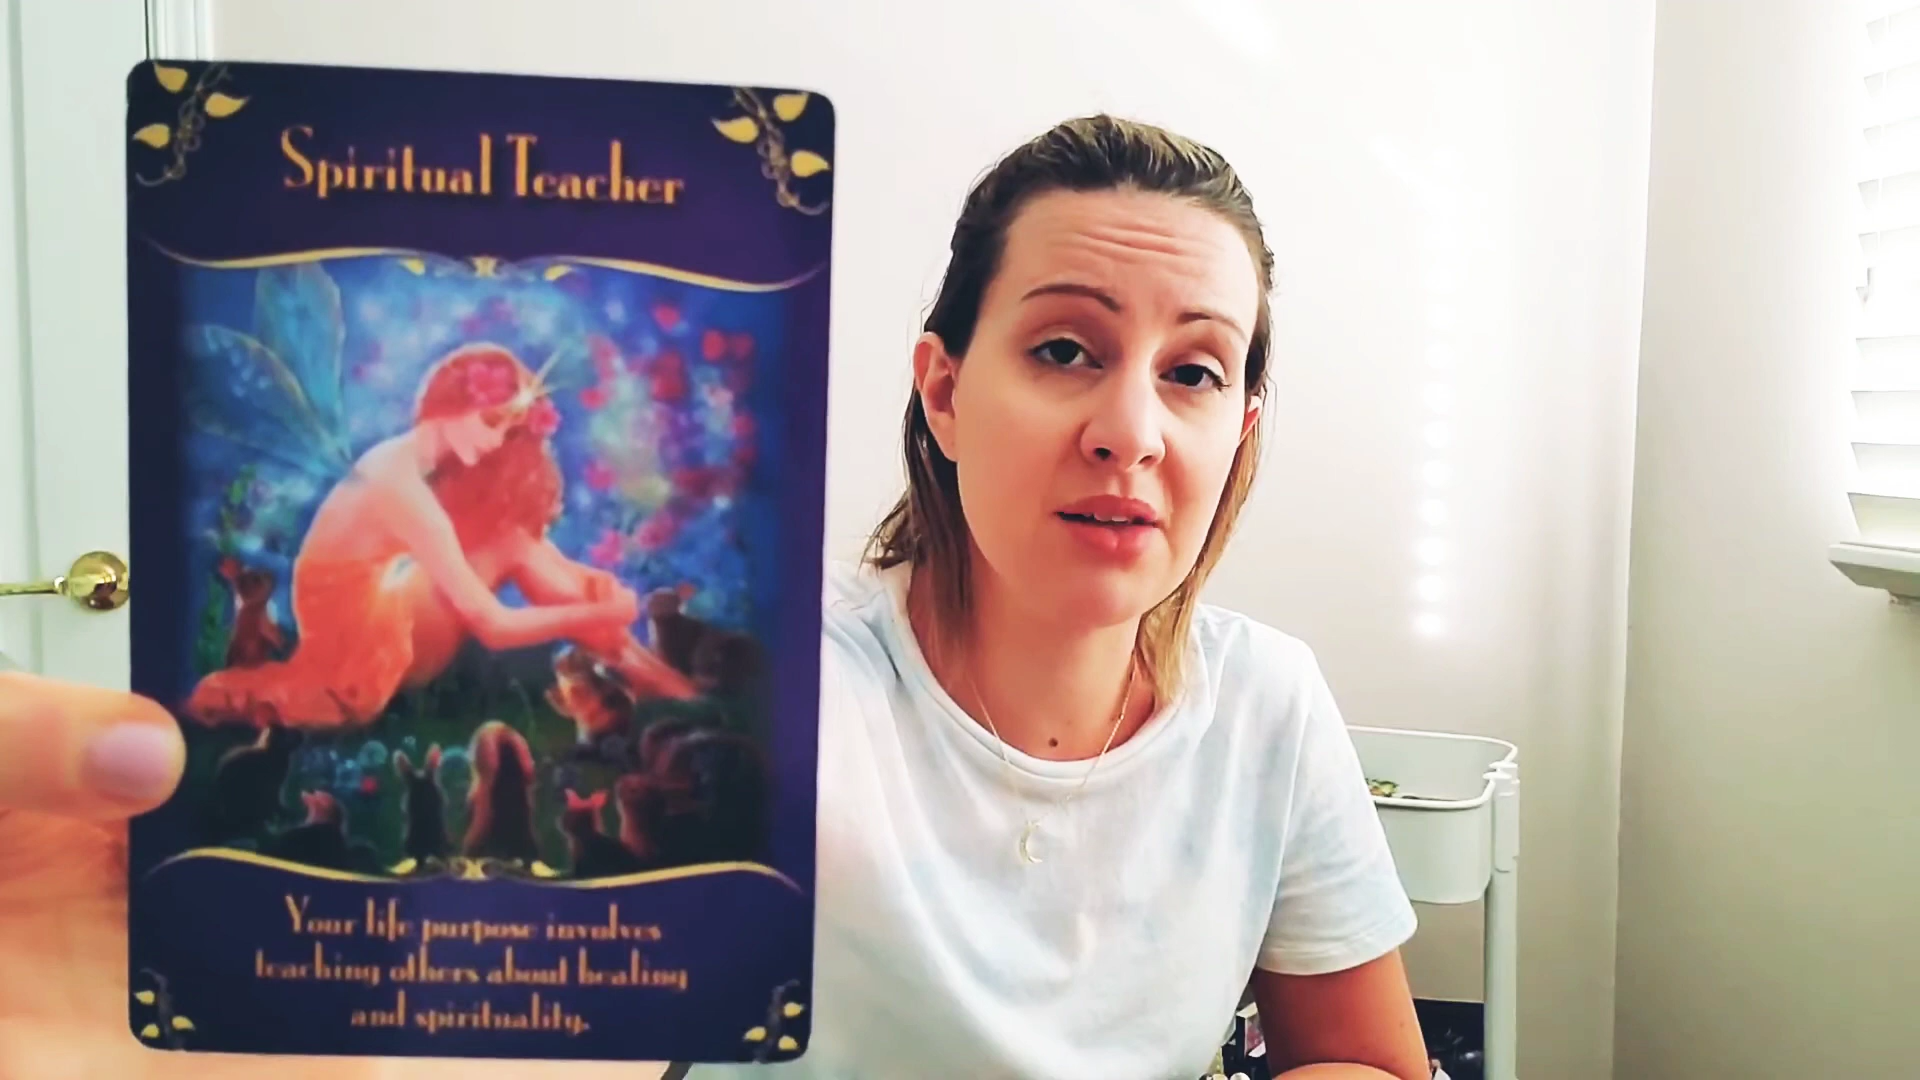 Spiritual Teacher
Your life purpose involves
teaching others about healing
and spirituality.